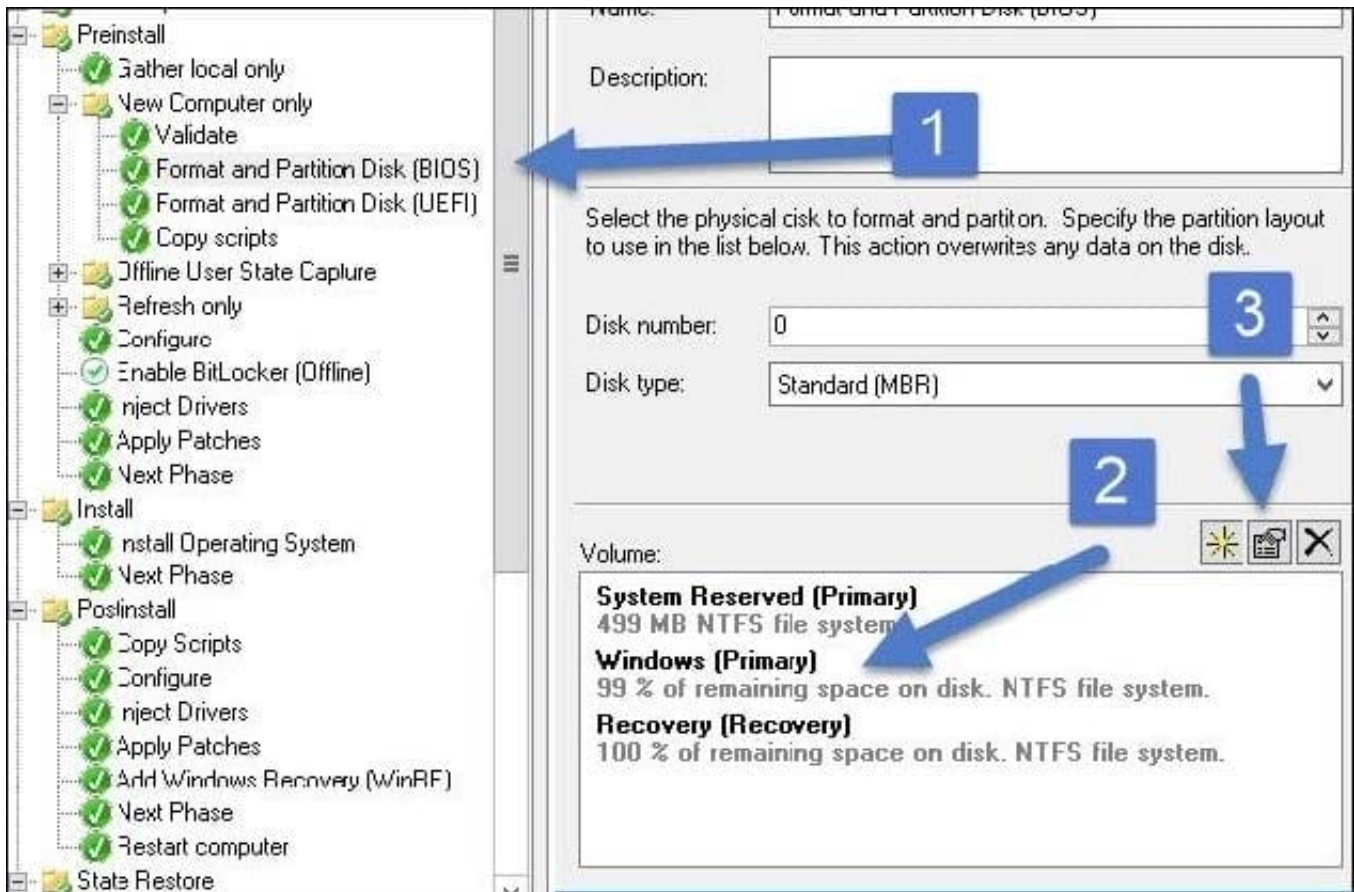 Preinstall
Gather local only
New Computer only
Validate
Format and Partition Disk (BIOS)
Format and Partition Disk (UEFI)
Copy scripts
Offline User State Capture
Refresh only
Configure
Enable BitLocker (Offline)
Inject Drivers
Apply Patches
Next Phase
Install
Install Operating System
Next Phase
Postinstall
Copy Scripts
Configure
Inject Drivers
Apply Patches
Add Windows Recovery (WinRE)
Next Phase
Restart computer
State Restore
Name: Format and Partition Disk (BIOS)
Description:
1
Select the physical disk to format and partition. Specify the partition layout
to use in the list below. This action overwrites any data on the disk.
3
Disk number: 0
Disk type: Standard (MBR)
2
Volume:
System Reserved (Primary)
499 MB NTFS file system
Windows (Primary)
99 % of remaining space on disk. NTFS file system.
Recovery (Recovery)
100 % of remaining space on disk. NTFS file system.